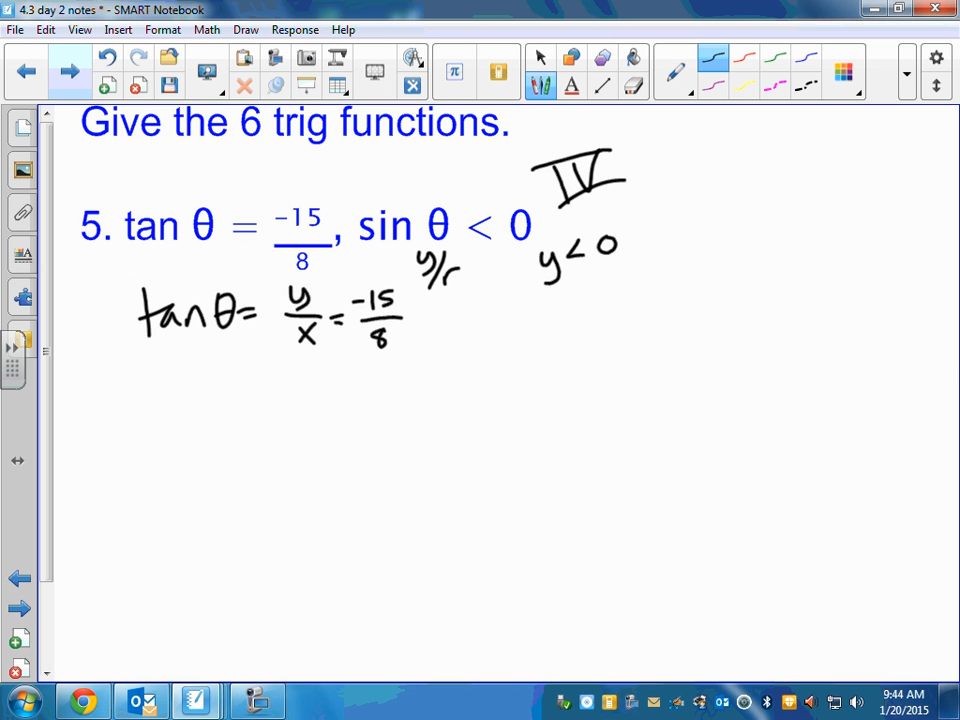 4.3 day 2 notes * - SMART Notebook
File Edit View Insert Format Math Draw Response Help
Give the 6 trig functions.
IV
5. tan θ = -15/8, sin θ < 0
y/r y < 0
tan θ = y/x = -15/8
9:44 AM
1/20/2015